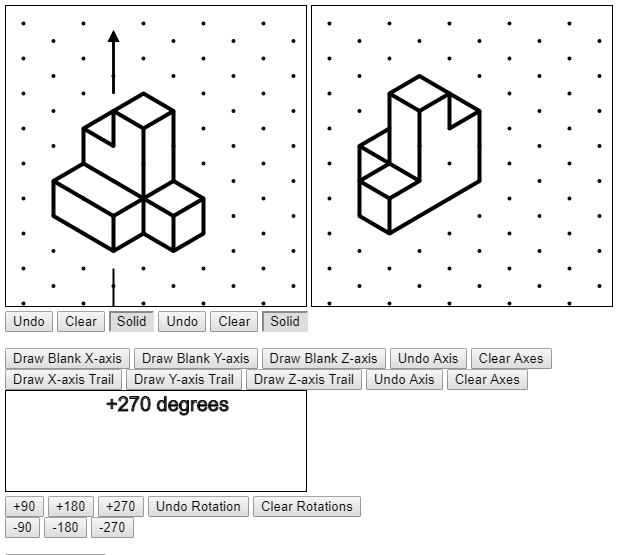 Undo Clear Solid Undo Clear Solid
Draw Blank X-axis Draw Blank Y-axis Draw Blank Z-axis Undo Axis Clear Axes
Draw X-axis Trail Draw Y-axis Trail Draw Z-axis Trail Undo Axis Clear Axes
+270 degrees
+90 +180 +270 Undo Rotation Clear Rotations
-90 -180 -270